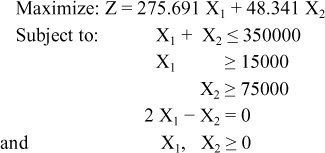 Maximize: Z = 275.691 X₁ + 48.341 X₂
Subject to: X₁ + X₂ ≤ 350000
X₁ ≥ 15000
X₂ ≥ 75000
2 X₁ − X₂ = 0
and X₁, X₂ ≥ 0